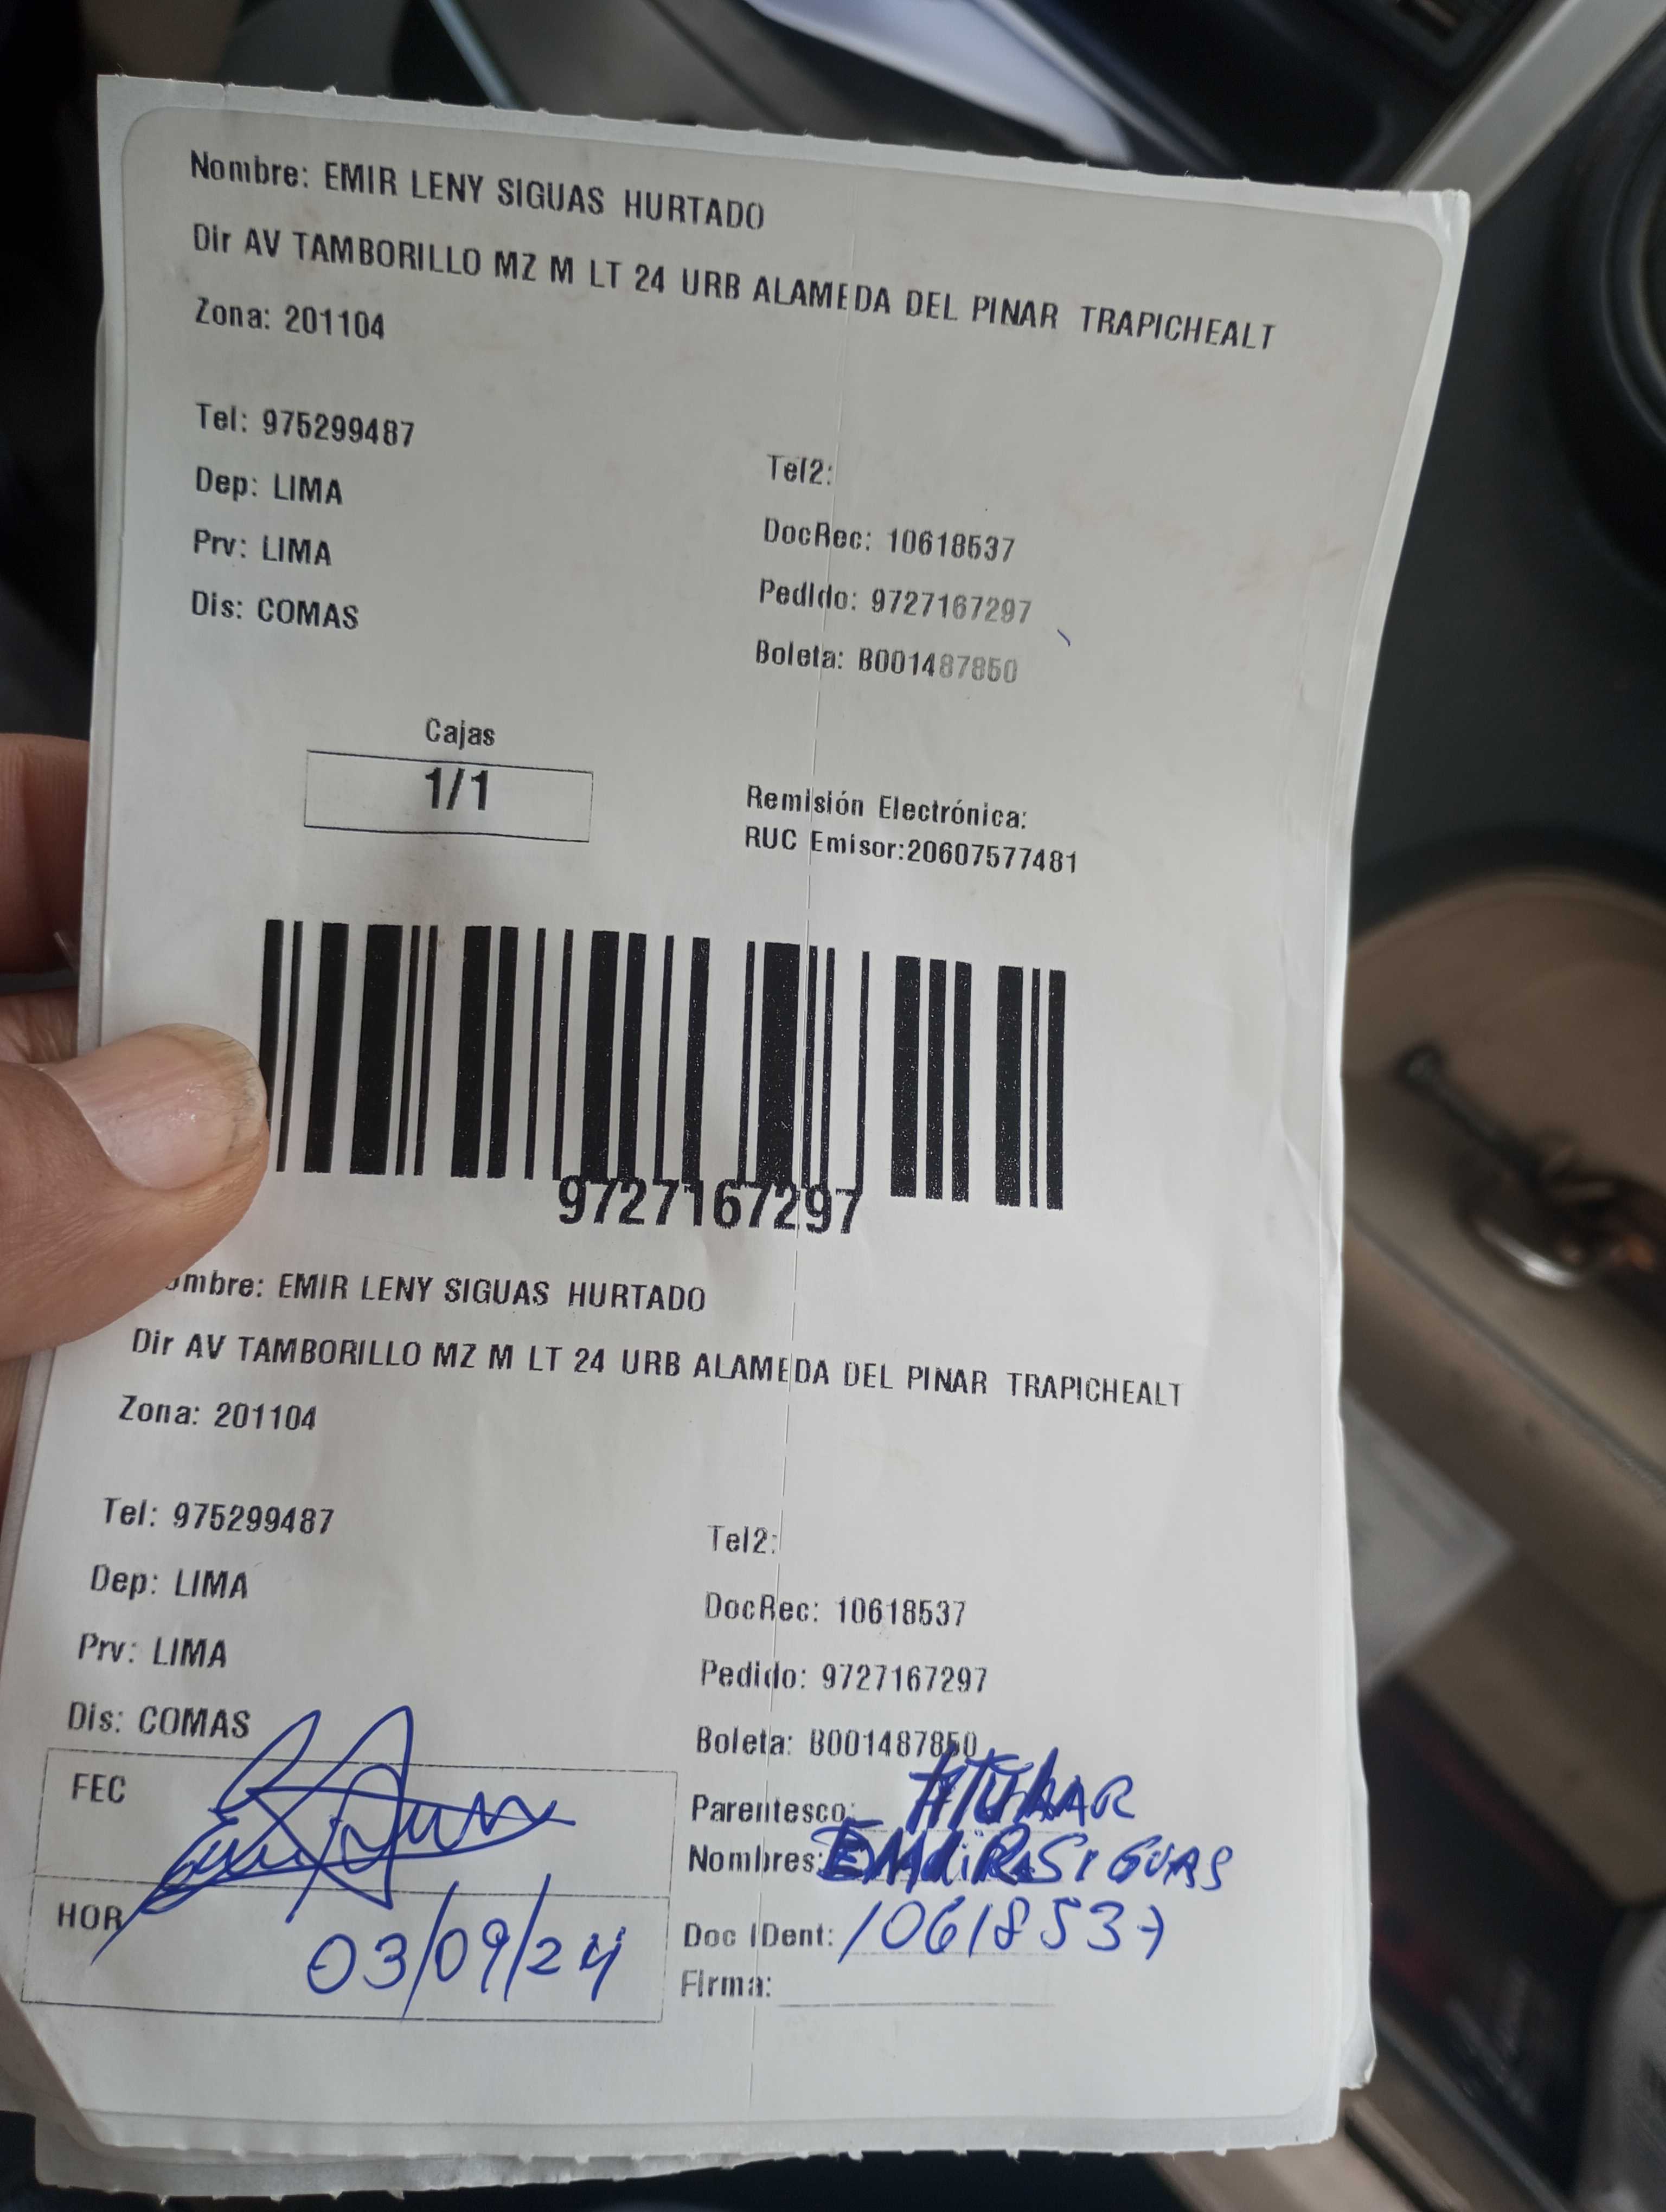 Nombre: EMIR LENY SIGUAS HURTADO
Dir AV TAMBORILLO MZ M LT 24 URB ALAMEDA DEL PINAR TRAPICHEALT
Zona: 201104
Tel: 975299487
Tel2:
Dep: LIMA
DocRec: 10618537
Prv: LIMA
Pedido: 9727167297
Dis: COMAS
Boleta: B001487850
Cajas
1/1
Remisión Electrónica:
RUC Emisor:20607577481
9727167297
ombre: EMIR LENY SIGUAS HURTADO
Dir AV TAMBORILLO MZ M LT 24 URB ALAMEDA DEL PINAR TRAPICHEALT
Zona: 201104
Tel: 975299487
Tel2:
Dep: LIMA
DocRec: 10618537
Prv: LIMA
Pedido: 9727167297
Dis: COMAS
Boleta: B001487850
FEC
Parentesco: TITULAR
Nombres: EMIR SIGUAS
HOR
03/09/24
Doc IDent: 10618537
Firma: